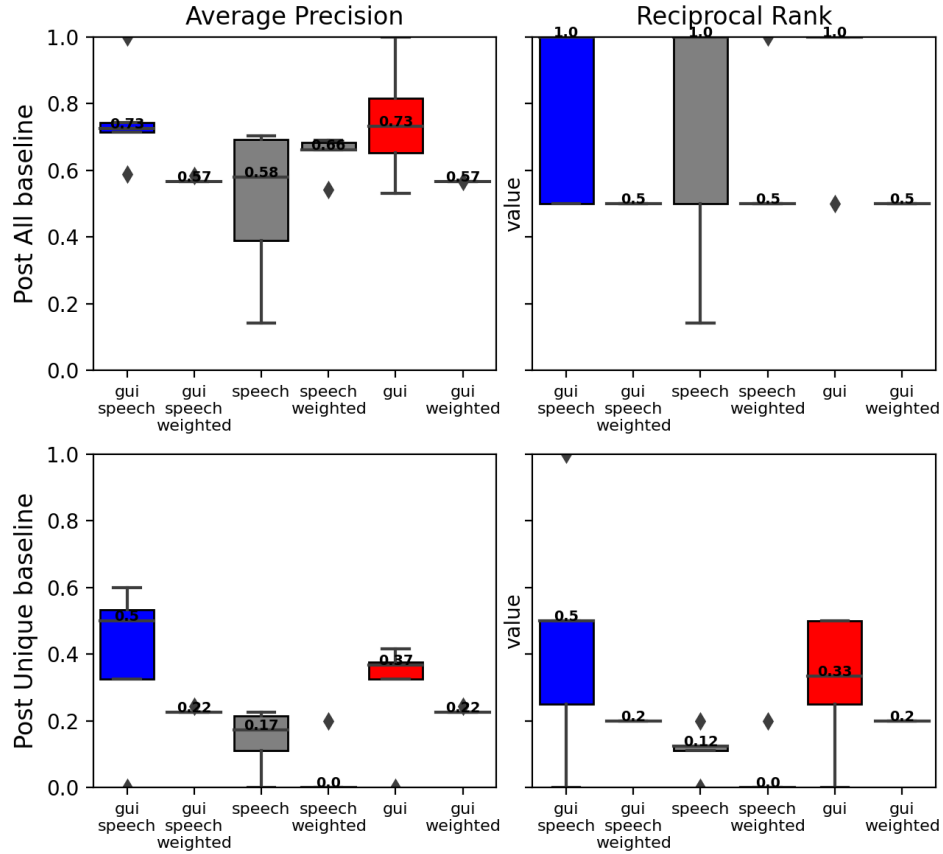 Average Precision
Reciprocal Rank
Post All baseline
1.0
0.8
0.6
0.4
0.2
0.0
0.73
0.57
0.58
0.66
0.73
0.57
gui
speech
gui
speech
weighted
speech
speech
weighted
gui
gui
weighted
value
1.0
0.5
1.0
0.5
1.0
0.5
gui
speech
gui
speech
weighted
speech
speech
weighted
gui
gui
weighted
Post Unique baseline
1.0
0.8
0.6
0.4
0.2
0.0
0.5
0.22
0.17
0.0
0.37
0.22
gui
speech
gui
speech
weighted
speech
speech
weighted
gui
gui
weighted
value
0.5
0.2
0.12
0.0
0.33
0.2
gui
speech
gui
speech
weighted
speech
speech
weighted
gui
gui
weighted